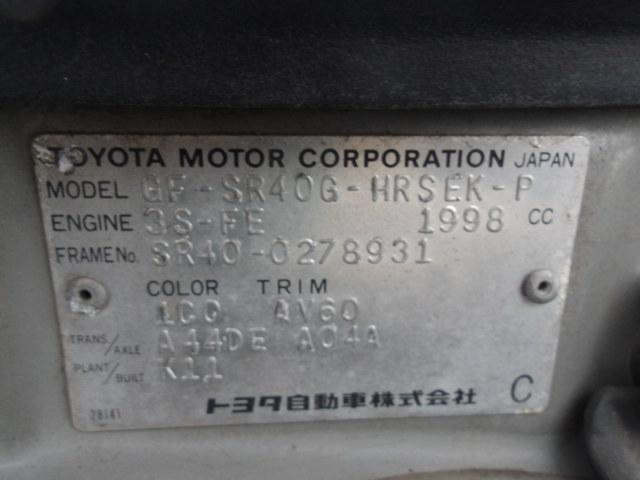 TOYOTA MOTOR CORPORATION JAPAN
MODEL GF-SR40G-HRSEK-P
ENGINE 3S-FE 1998 CC
FRAME No. SR40-0278931
COLOR TRIM
1C0 AV60
TRANS/AXLE A44DE A04A
PLANT/BUILT K11
28141 トヨタ自動車株式会社 C